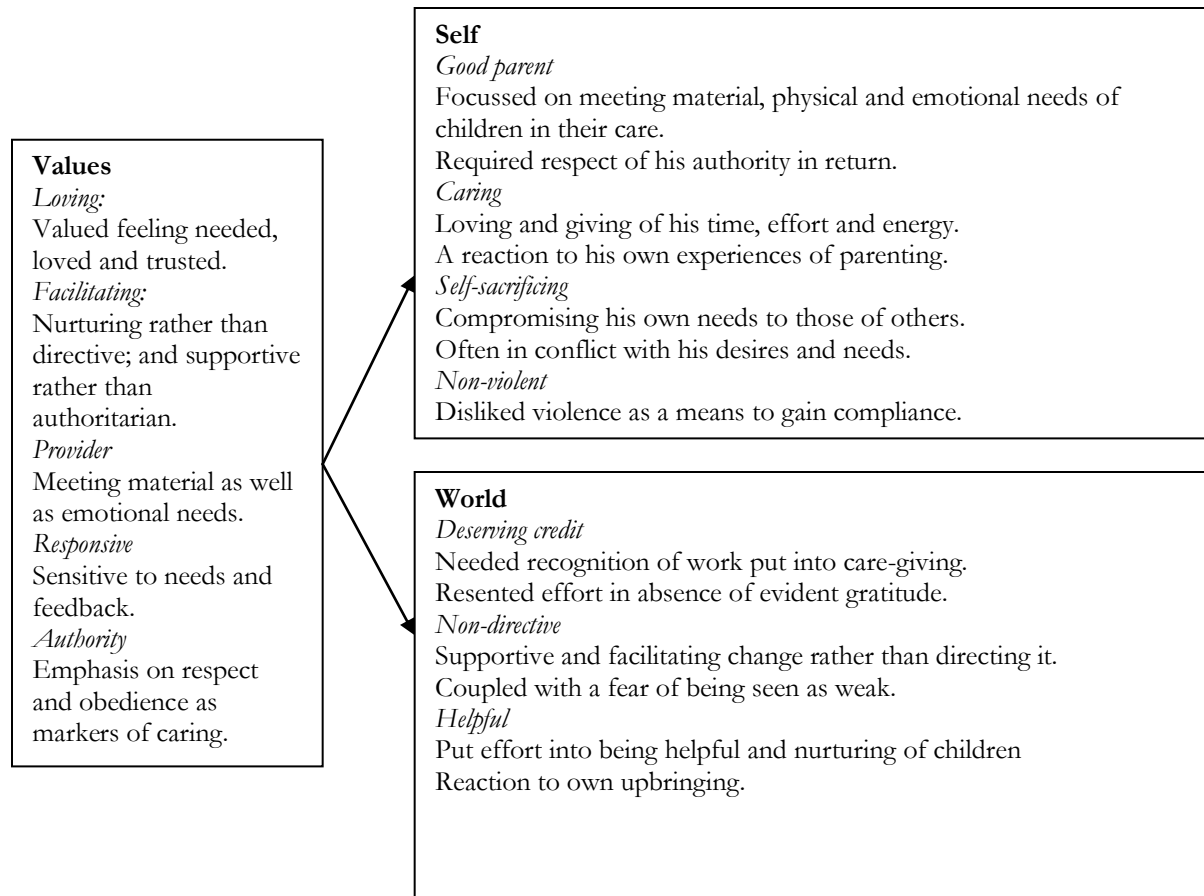 Values
Loving:
Valued feeling needed,
loved and trusted.
Facilitating:
Nurturing rather than
directive; and supportive
rather than
authoritarian.
Provider
Meeting material as well
as emotional needs.
Responsive
Sensitive to needs and
feedback.
Authority
Emphasis on respect
and obedience as
markers of caring.
Self
Good parent
Focussed on meeting material, physical and emotional needs of
children in their care.
Required respect of his authority in return.
Caring
Loving and giving of his time, effort and energy.
A reaction to his own experiences of parenting.
Self-sacrificing
Compromising his own needs to those of others.
Often in conflict with his desires and needs.
Non-violent
Disliked violence as a means to gain compliance.
World
Deserving credit
Needed recognition of work put into care-giving.
Resented effort in absence of evident gratitude.
Non-directive
Supportive and facilitating change rather than directing it.
Coupled with a fear of being seen as weak.
Helpful
Put effort into being helpful and nurturing of children
Reaction to own upbringing.